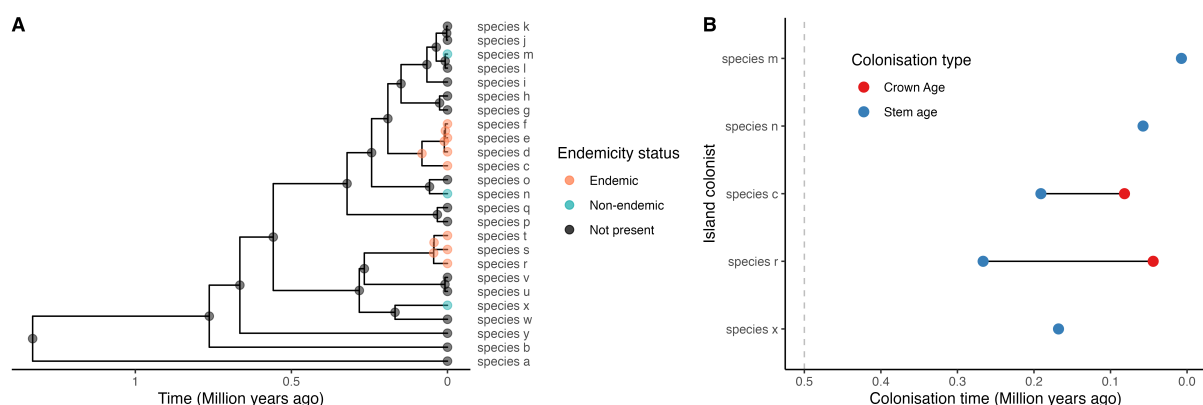 A
species k
species j
species m
species l
species i
species h
species g
species f
species e
species d
species c
species o
species n
species q
species p
species t
species s
species r
species v
species u
species x
species w
species y
species b
species a
1
0.5
0
Time (Million years ago)
Endemicity status
Endemic
Non-endemic
Not present
B
Colonisation type
Crown Age
Stem age
Island colonist
species m
species n
species c
species r
species x
0.5
0.4
0.3
0.2
0.1
0.0
Colonisation time (Million years ago)